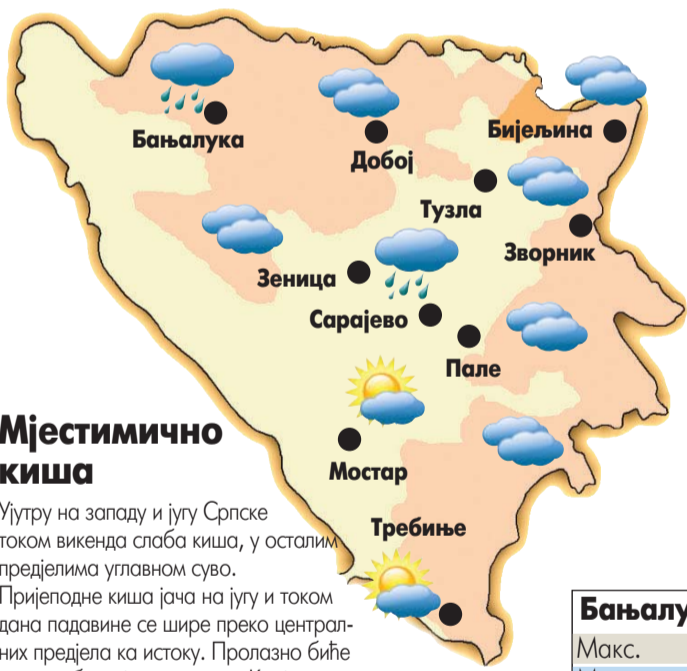 Бањалука
Добој
Бијељина
Тузла
Зворник
Зеница
Сарајево
Пале
Мостар
Требиње
Мјестимично
киша
Ујутру на западу и југу Српске
током викенда слаба киша, у осталим
предјелима углавном суво.
Пријеподне киша јача на југу и током
дана падавине се шире преко централ-
них предјела ка истоку. Пролазно биће
Макс.